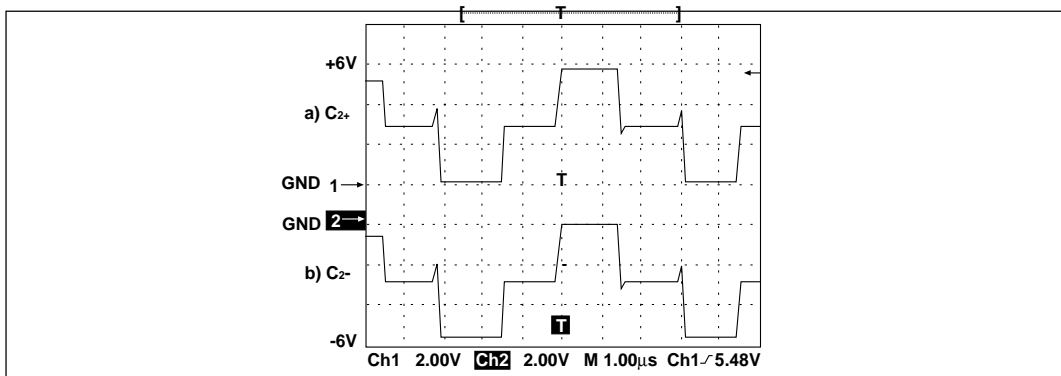 [ T ]
+6V
a) C2+
GND 1
T
GND 2
b) C2-
T
-6V
Ch1 2.00V Ch2 2.00V M 1.00μs Ch1 5.48V